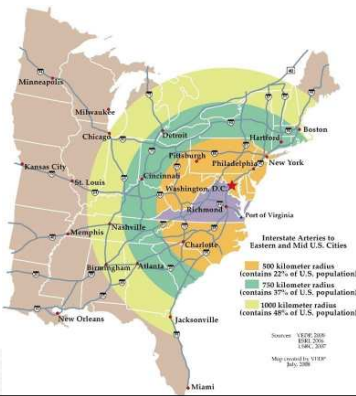 Minneapolis
Milwaukee
Chicago
Detroit
Boston
Hartford
Pittsburgh
Philadelphia
New York
Kansas City
St. Louis
Cincinnati
Washington, D.C.
Richmond
Port of Virginia
Nashville
Memphis
Charlotte
Birmingham
Atlanta
New Orleans
Jacksonville
Miami
Interstate Arteries to
Eastern and Mid U.S. Cities
500 kilometer radius
(contains 22% of U.S. population)
750 kilometer radius
(contains 37% of U.S. population)
1000 kilometer radius
(contains 48% of U.S. population)
Sources:
Map created by VEDP
July, 2008